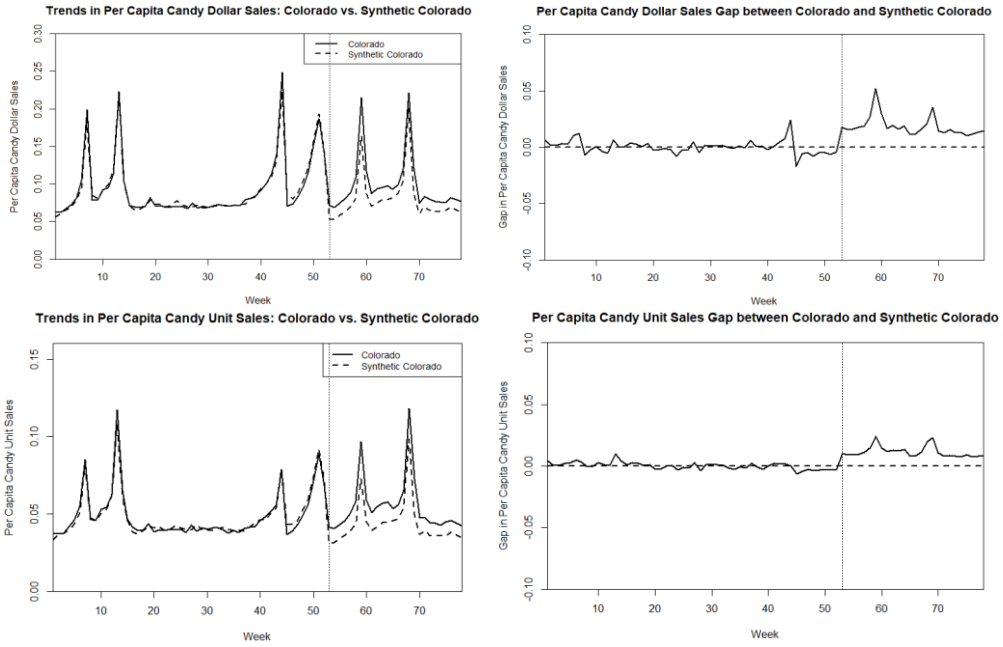 Trends in Per Capita Candy Dollar Sales: Colorado vs. Synthetic Colorado
Per Capita Candy Dollar Sales
0.30
0.25
0.20
0.15
0.10
0.05
0.00
Colorado
Synthetic Colorado
10 20 30 40 50 60 70
Week
Per Capita Candy Dollar Sales Gap between Colorado and Synthetic Colorado
Gap in Per Capita Candy Dollar Sales
0.10
0.05
0.00
-0.05
-0.10
10 20 30 40 50 60 70
Week
Trends in Per Capita Candy Unit Sales: Colorado vs. Synthetic Colorado
Per Capita Candy Unit Sales
0.15
0.10
0.05
0.00
Colorado
Synthetic Colorado
10 20 30 40 50 60 70
Week
Per Capita Candy Unit Sales Gap between Colorado and Synthetic Colorado
Gap in Per Capita Candy Unit Sales
0.10
0.05
0.00
-0.05
-0.10
10 20 30 40 50 60 70
Week